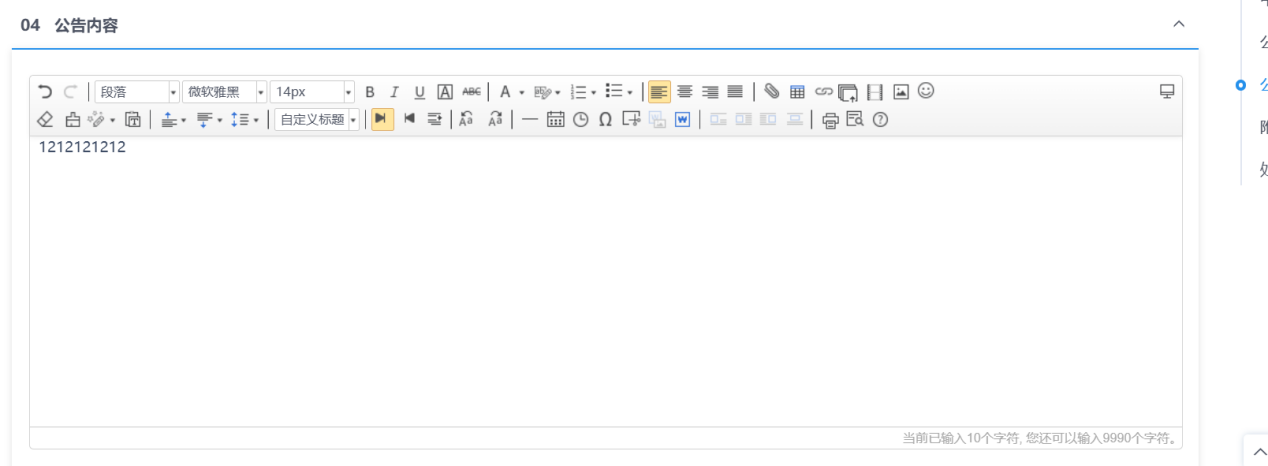 04 公告内容
段落 微软雅黑 14px
自定义标题
1212121212
当前已输入10个字符, 您还可以输入9990个字符。